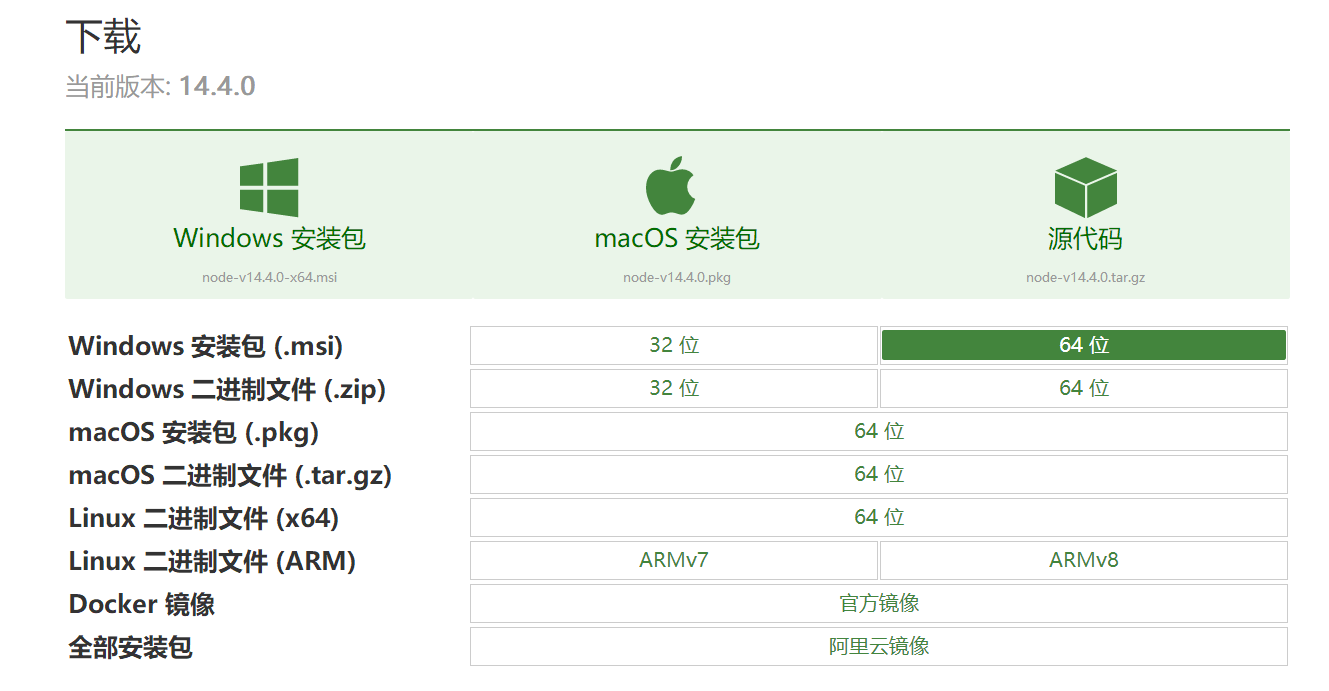 下载
当前版本: 14.4.0
Windows 安装包
macOS 安装包
源代码
node-v14.4.0-x64.msi
node-v14.4.0.pkg
node-v14.4.0.tar.gz
Windows 安装包 (.msi) 32 位 64 位
Windows 二进制文件 (.zip) 32 位 64 位
macOS 安装包 (.pkg) 64 位
macOS 二进制文件 (.tar.gz) 64 位
Linux 二进制文件 (x64) 64 位
Linux 二进制文件 (ARM) ARMv7 ARMv8
Docker 镜像 官方镜像
全部安装包 阿里云镜像